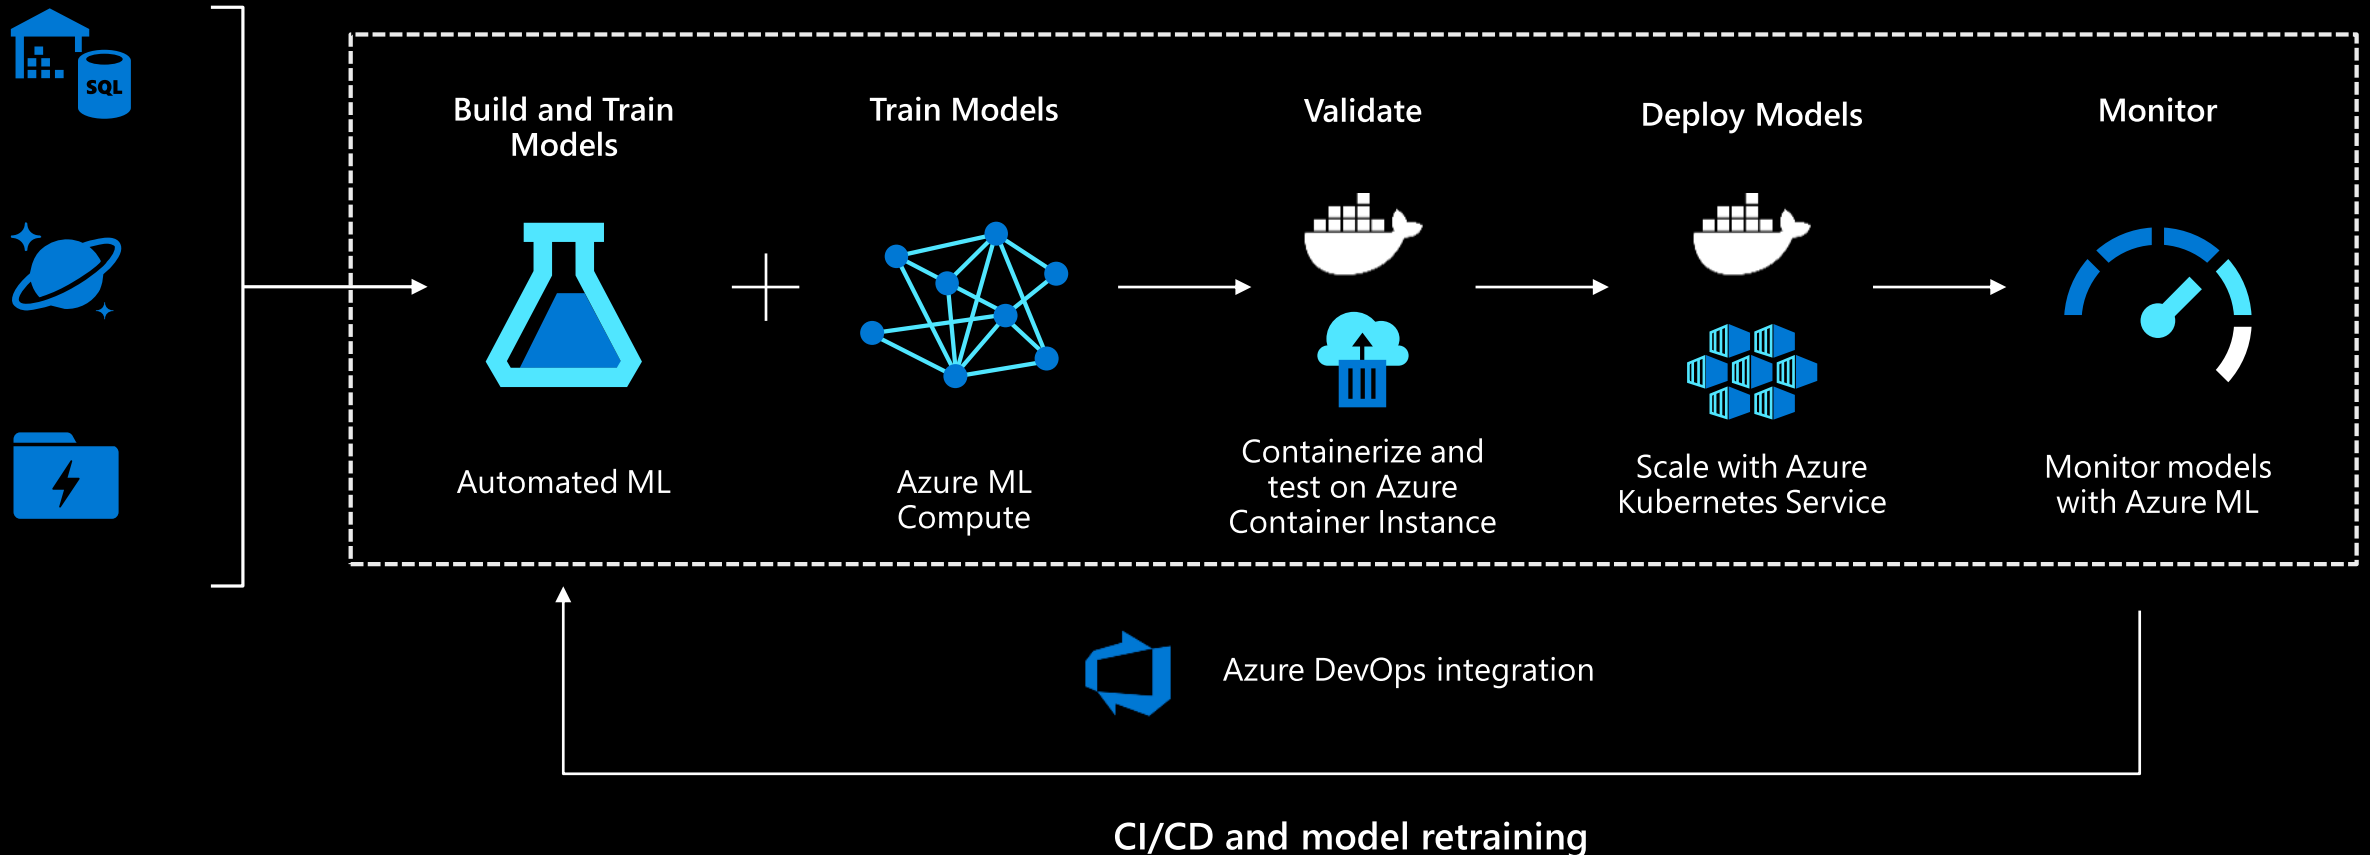 SQL
Build and Train
Models
Train Models
Validate
Deploy Models
Monitor
Automated ML
Azure ML
Compute
Containerize and
test on Azure
Container Instance
Scale with Azure
Kubernetes Service
Monitor models
with Azure ML
Azure DevOps integration
CI/CD and model retraining